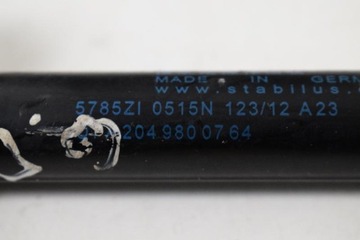 MADE IN GERM
www.stabilus.
5785ZI 0515N 123/12 A23
204 980 07 64